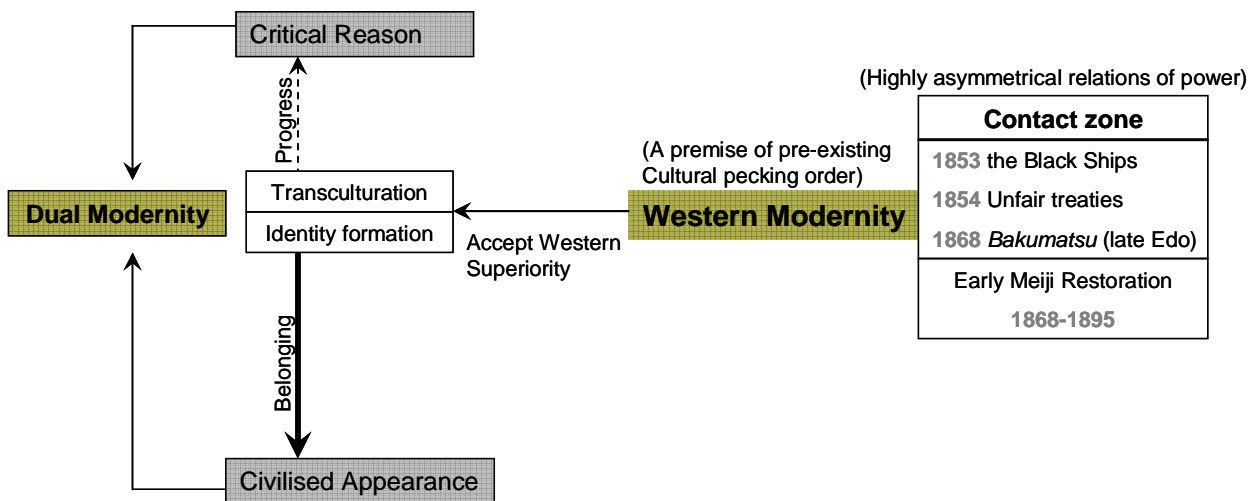 Critical Reason
Progress
Transculturation
Identity formation
Dual Modernity
Belonging
Civilised Appearance
Accept Western
Superiority
(A premise of pre-existing
Cultural pecking order)
Western Modernity
(Highly asymmetrical relations of power)
Contact zone
1853 the Black Ships
1854 Unfair treaties
1868 Bakumatsu (late Edo)
Early Meiji Restoration
1868-1895